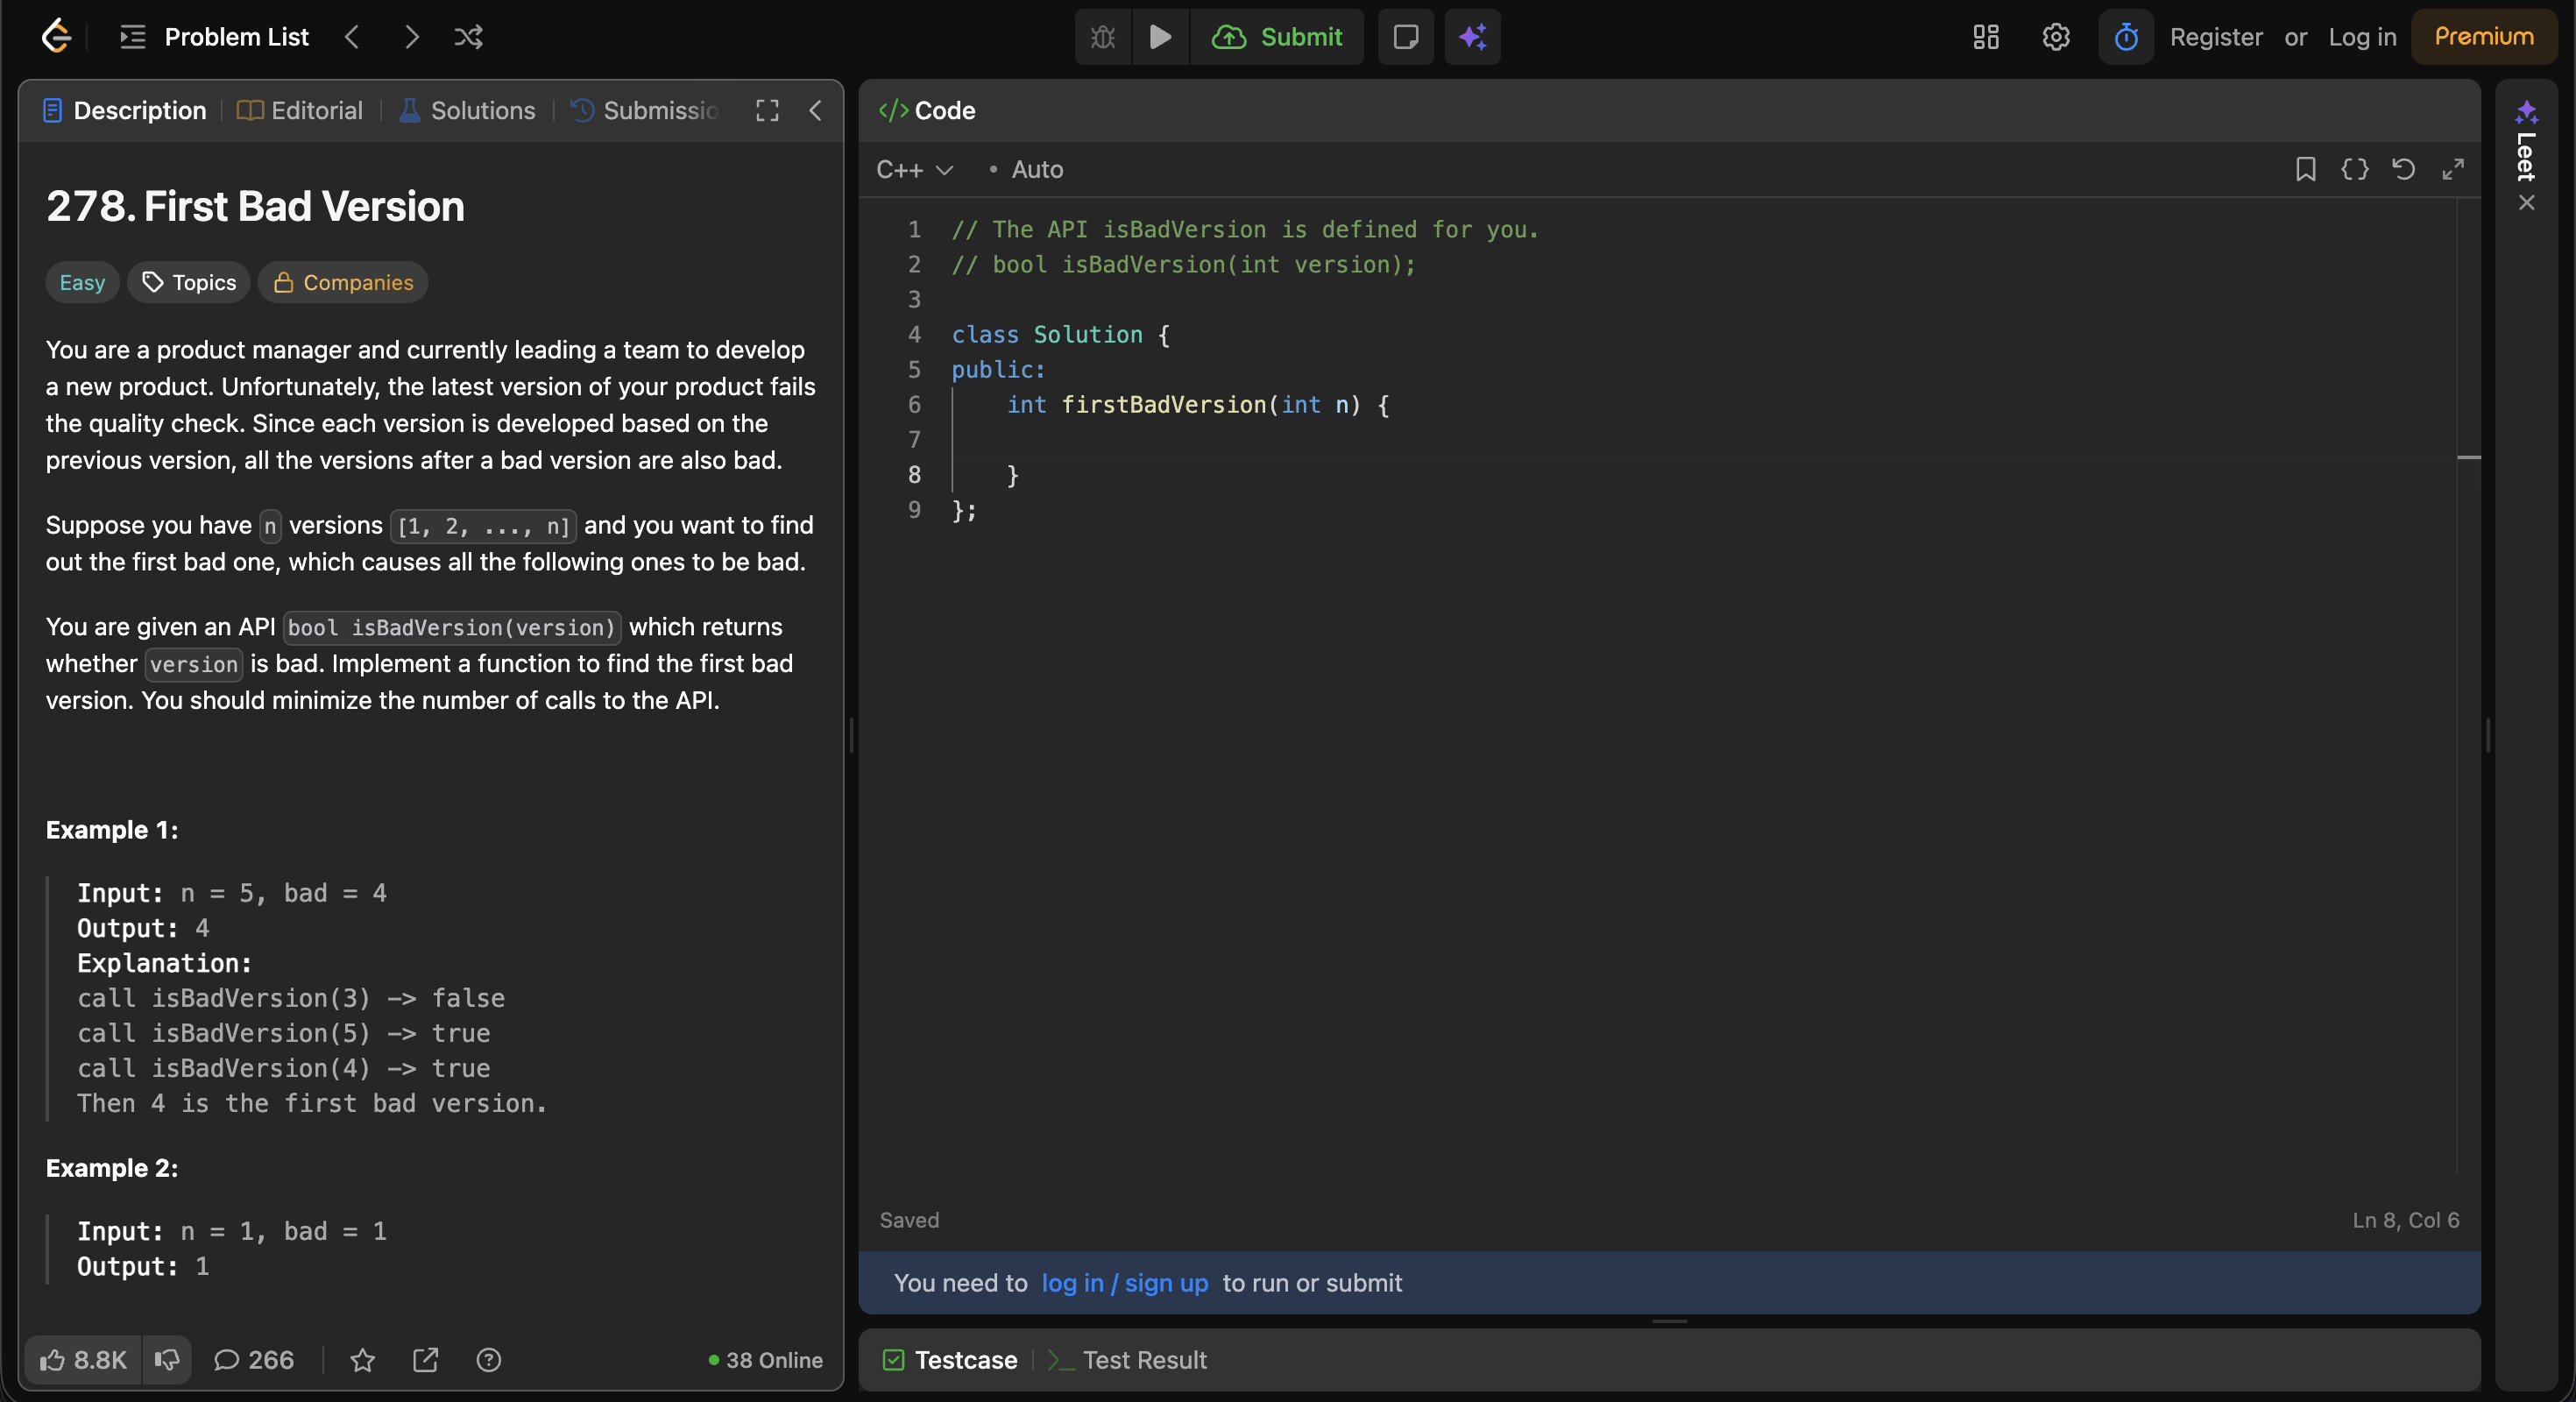 Problem List
Submit
Register or Log in Premium
Description Editorial Solutions Submissio
278. First Bad Version
Easy Topics Companies
You are a product manager and currently leading a team to develop
a new product. Unfortunately, the latest version of your product fails
the quality check. Since each version is developed based on the
previous version, all the versions after a bad version are also bad.
Suppose you have n versions [1, 2, ..., n] and you want to find
out the first bad one, which causes all the following ones to be bad.
You are given an API bool isBadVersion(version) which returns
whether version is bad. Implement a function to find the first bad
version. You should minimize the number of calls to the API.
Example 1:
Input: n = 5, bad = 4
Output: 4
Explanation:
call isBadVersion(3) -> false
call isBadVersion(5) -> true
call isBadVersion(4) -> true
Then 4 is the first bad version.
Example 2:
Input: n = 1, bad = 1
Output: 1
8.8K 266 38 Online
</> Code
C++ • Auto
1 // The API isBadVersion is defined for you.
2 // bool isBadVersion(int version);
3
4 class Solution {
5 public:
6     int firstBadVersion(int n) {
7
8     }
9 };
Saved Ln 8, Col 6
You need to log in / sign up to run or submit
Testcase >_ Test Result
Leet